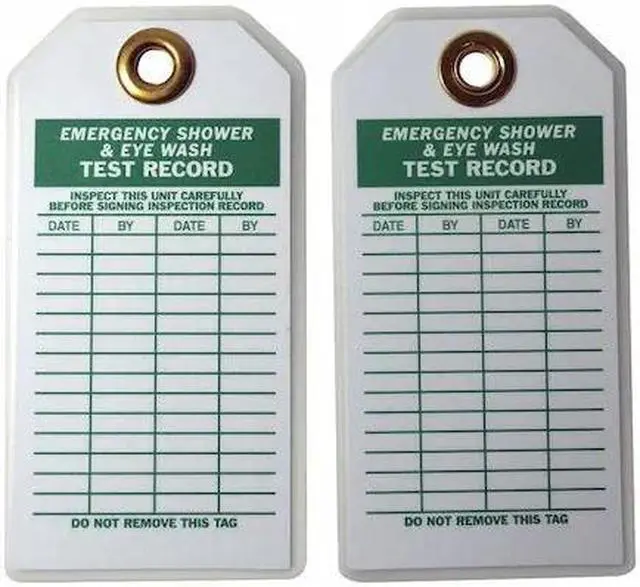 EMERGENCY SHOWER
& EYE WASH
TEST RECORD
INSPECT THIS UNIT CAREFULLY
BEFORE SIGNING INSPECTION RECORD
DATE BY DATE BY
DO NOT REMOVE THIS TAG
EMERGENCY SHOWER
& EYE WASH
TEST RECORD
INSPECT THIS UNIT CAREFULLY
BEFORE SIGNING INSPECTION RECORD
DATE BY DATE BY
DO NOT REMOVE THIS TAG